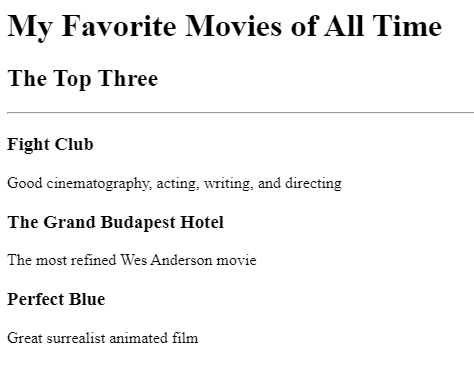 My Favorite Movies of All Time
The Top Three
Fight Club
Good cinematography, acting, writing, and directing
The Grand Budapest Hotel
The most refined Wes Anderson movie
Perfect Blue
Great surrealist animated film